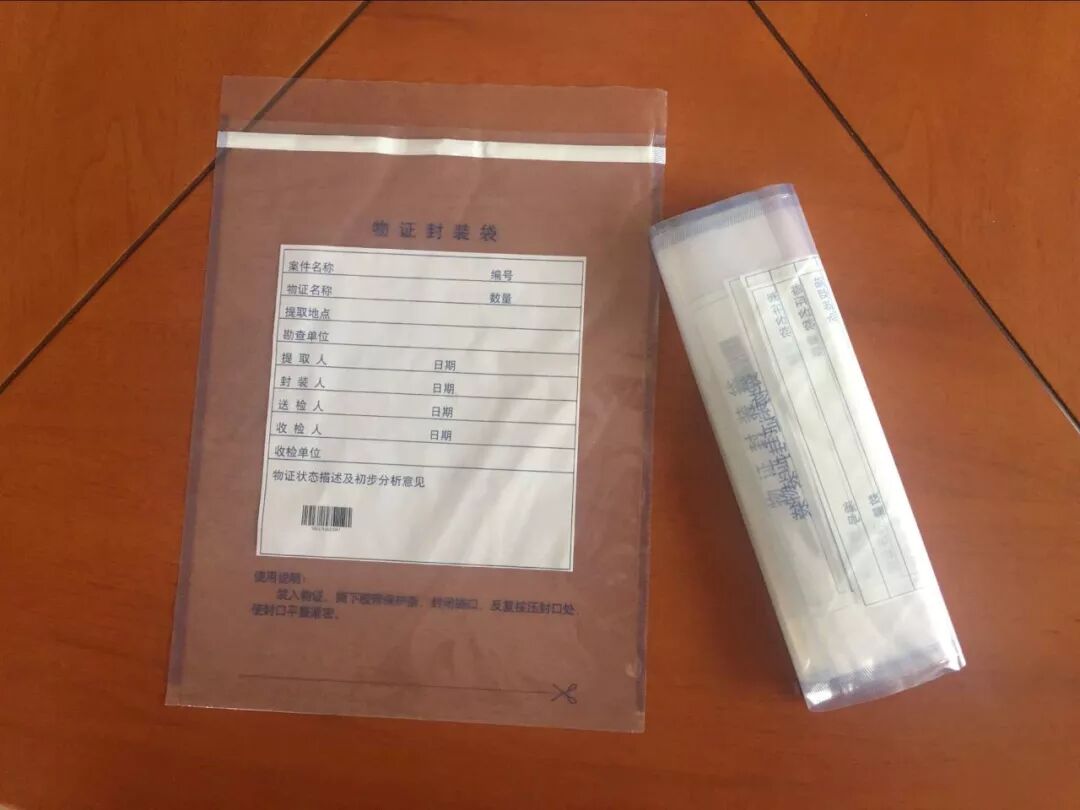 物证封装袋
案件名称 编号
物证名称 数量
提取地点
勘查单位
提取人 日期
封装人 日期
送检人 日期
收检人 日期
收检单位
物证状态描述及初步分析意见
使用说明：
装入物证，撕下胶带保护条，封闭袋口，反复按压封口处，
使封口平整严密。
物证封装袋